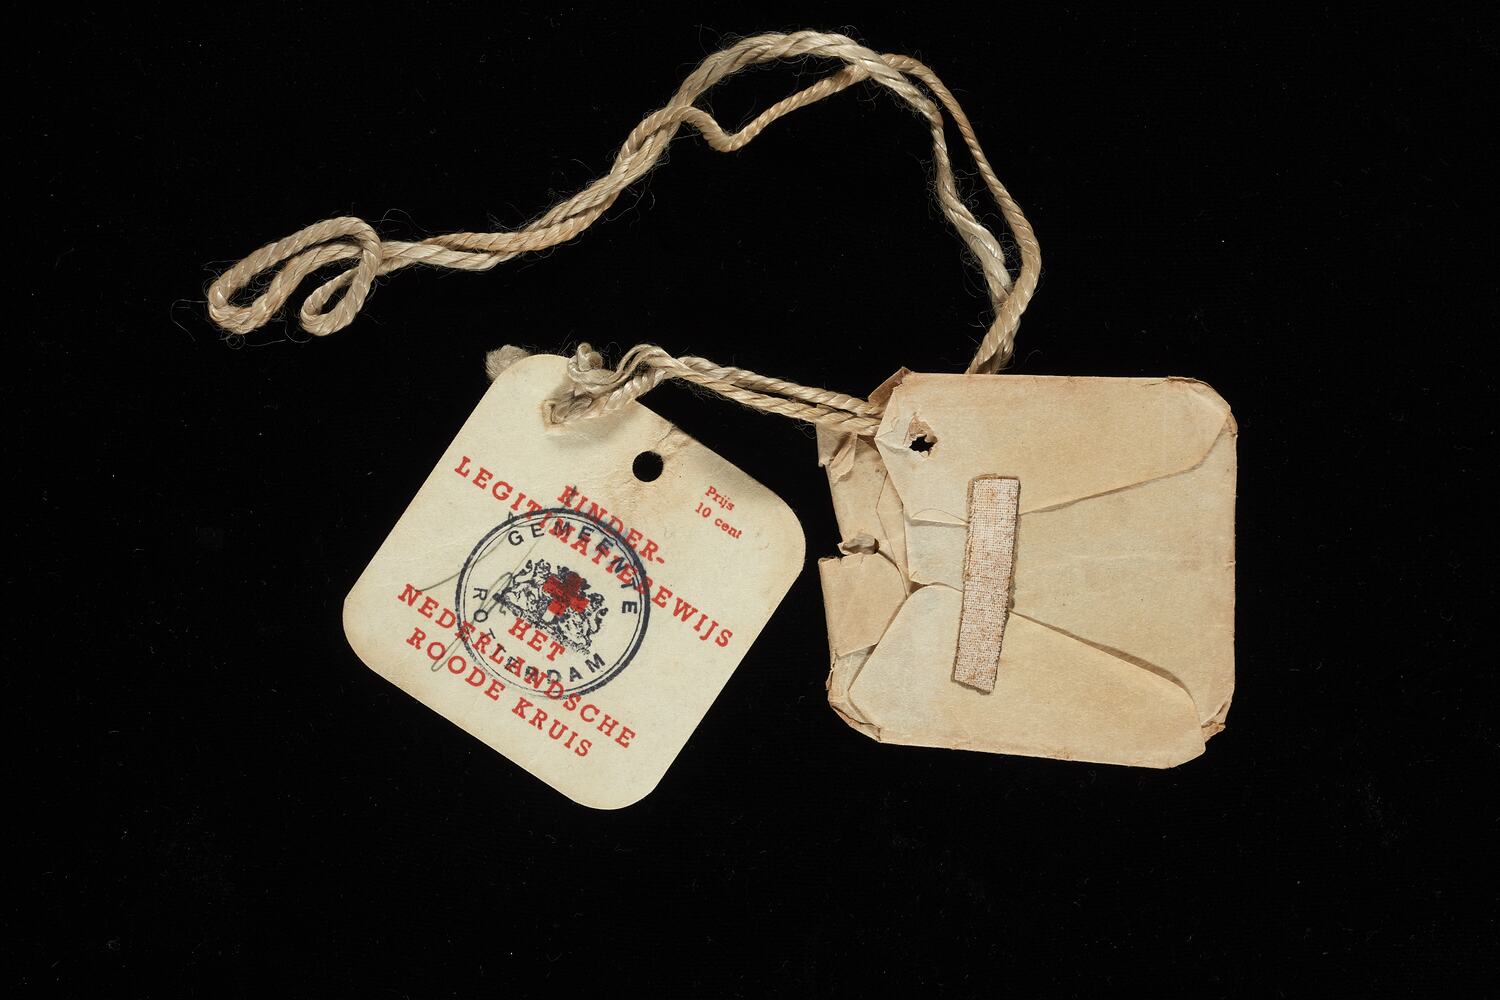 Prijs
10 cent
KINDER-
LEGITIMATIEBEWIJS
HET
NEDERLANDSCHE
ROODE KRUIS
GEMEENTE
ROTTERDAM